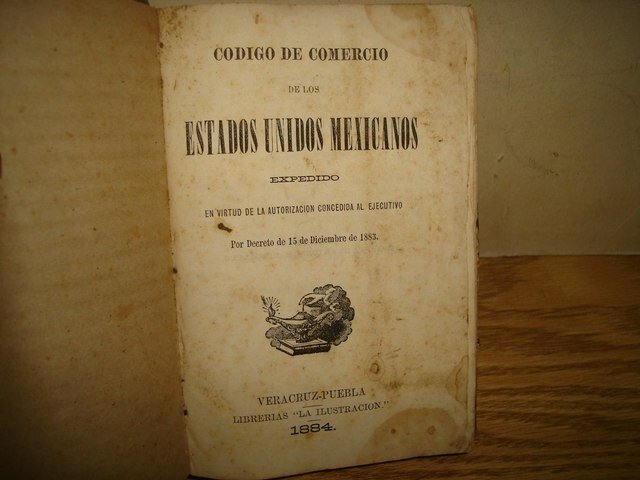 CODIGO DE COMERCIO
DE LOS
ESTADOS UNIDOS MEXICANOS
EXPEDIDO
EN VIRTUD DE LA AUTORIZACION CONCEDIDA AL EJECUTIVO
Por Decreto de 15 de Diciembre de 1883.
VERACRUZ-PUEBLA
LIBRERIAS "LA ILUSTRACION."
1884.